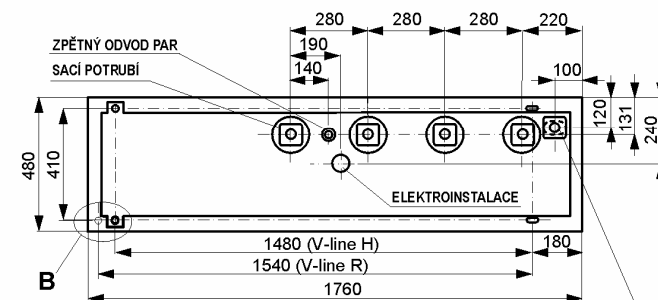 280 280 280 220
ZPĚTNÝ ODVOD PAR
190
SACÍ POTRUBÍ
140
100
480
410
120
131
240
ELEKTROINSTALACE
1480 (V-line H)
180
1540 (V-line R)
B
1760